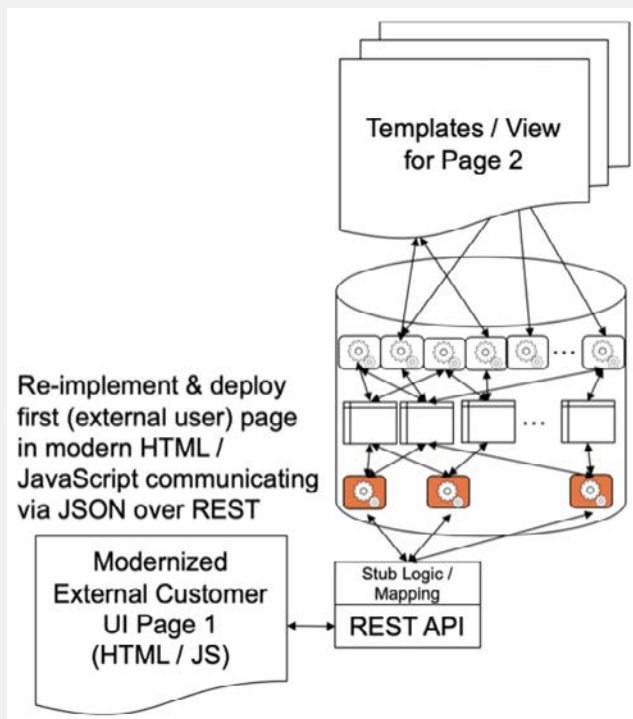 Templates / View
for Page 2
...
...
Re-implement & deploy
first (external user) page
in modern HTML /
JavaScript communicating
via JSON over REST
Stub Logic /
Mapping
REST API
Modernized
External Customer
UI Page 1
(HTML / JS)